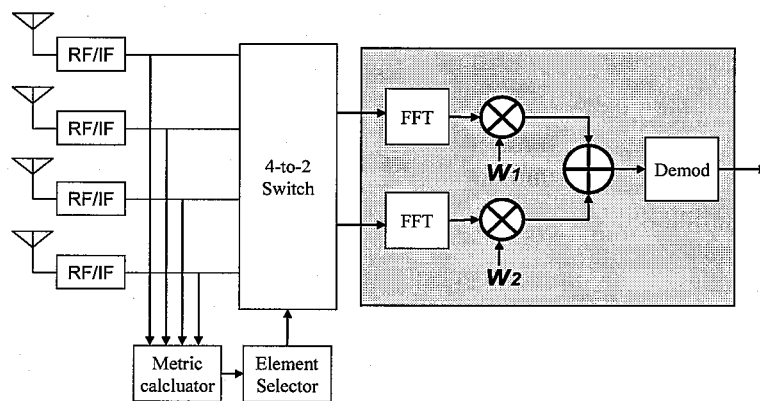 RF/IF
RF/IF
RF/IF
RF/IF
4-to-2
Switch
FFT
W1
FFT
W2
Demod
Metric
calcluator
Element
Selector